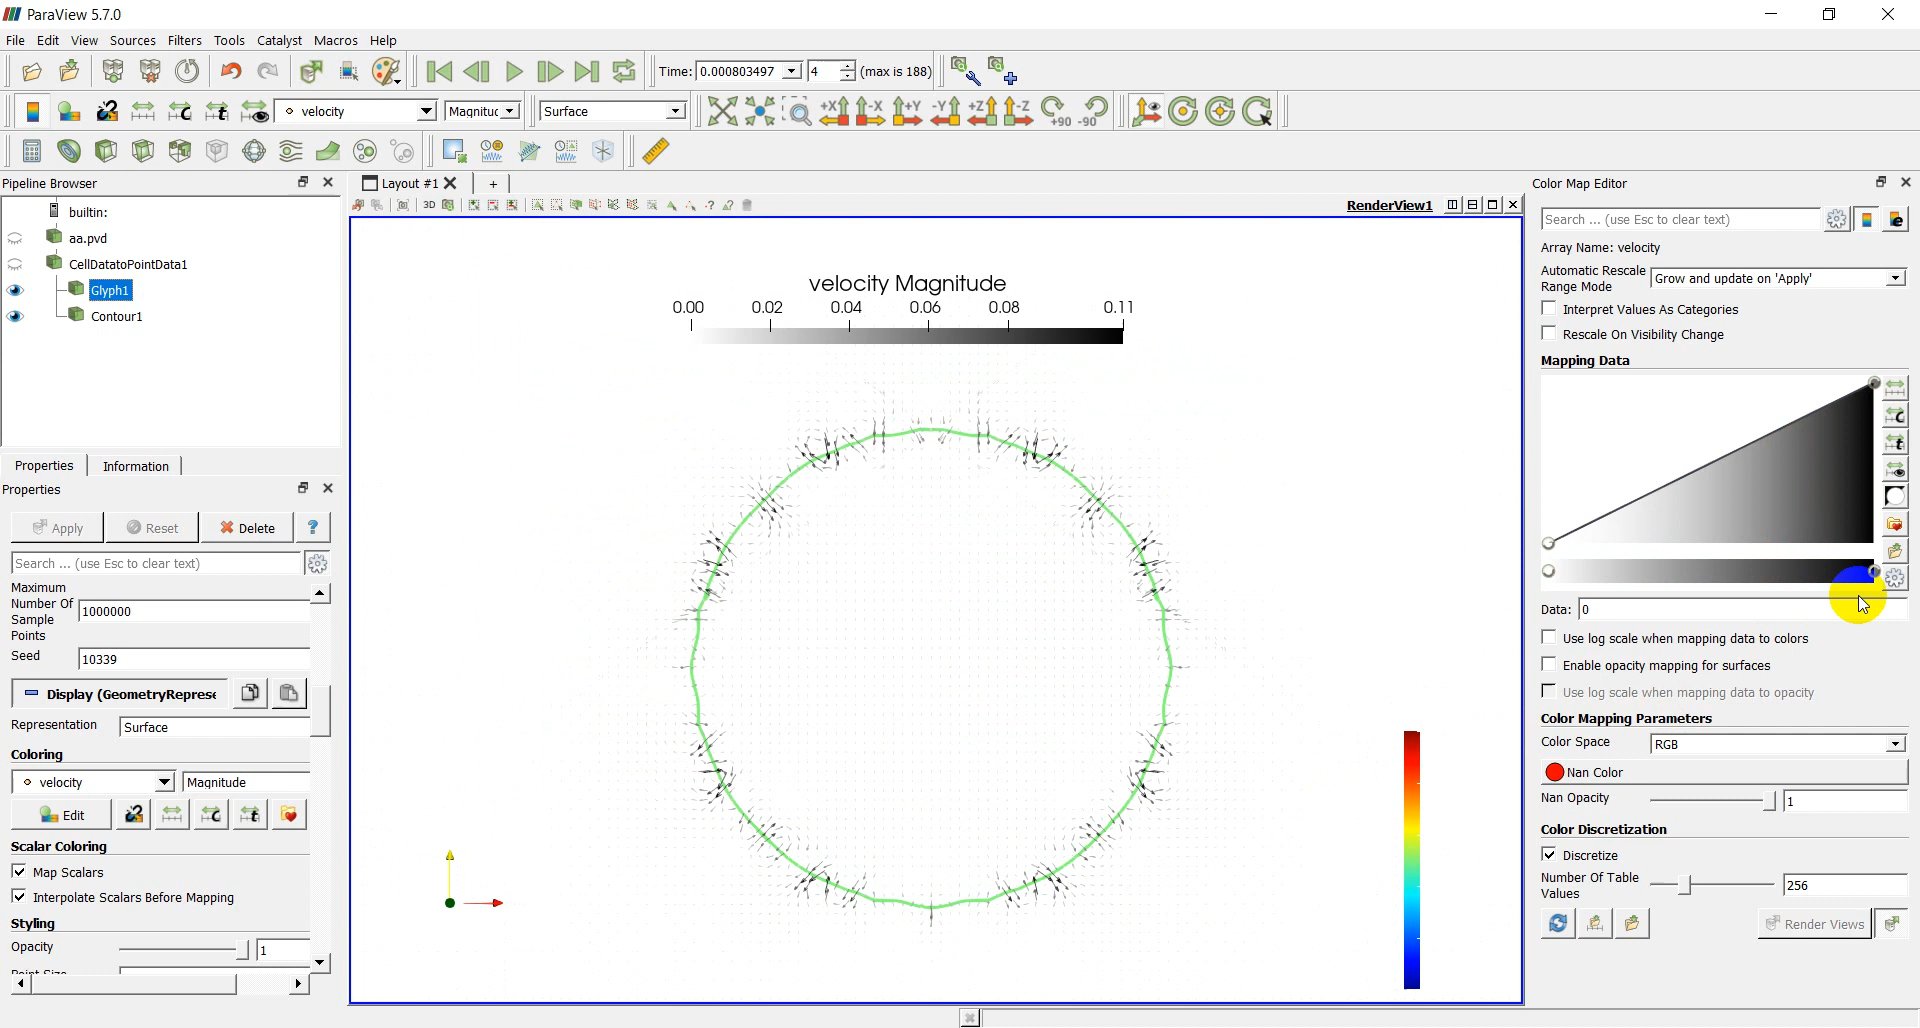 ParaView 5.7.0
File Edit View Sources Filters Tools Catalyst Macros Help
Time: 0.000803497 4 (max is 188)
velocity Magnituc Surface +X -X +Y -Y +Z -Z +90 -90
Pipeline Browser
builtin:
aa.pvd
CellDatatoPointData1
Glyph1
Contour1
Properties Information
Properties
Apply Reset Delete ?
Search ... (use Esc to clear text)
Maximum
Number Of
Sample
Points
1000000
Seed 10339
Display (GeometryReprese
Representation Surface
Coloring
velocity Magnitude
Edit
Scalar Coloring
Map Scalars
Interpolate Scalars Before Mapping
Styling
Opacity 1
Point Size
Layout #1 +
3D RenderView1
velocity Magnitude
0.00 0.02 0.04 0.06 0.08 0.11
Color Map Editor
Search ... (use Esc to clear text)
Array Name: velocity
Automatic Rescale
Range Mode
Grow and update on 'Apply'
Interpret Values As Categories
Rescale On Visibility Change
Mapping Data
Data: 0
Use log scale when mapping data to colors
Enable opacity mapping for surfaces
Use log scale when mapping data to opacity
Color Mapping Parameters
Color Space RGB
Nan Color
Nan Opacity 1
Color Discretization
Discretize
Number Of Table
Values
256
Render Views